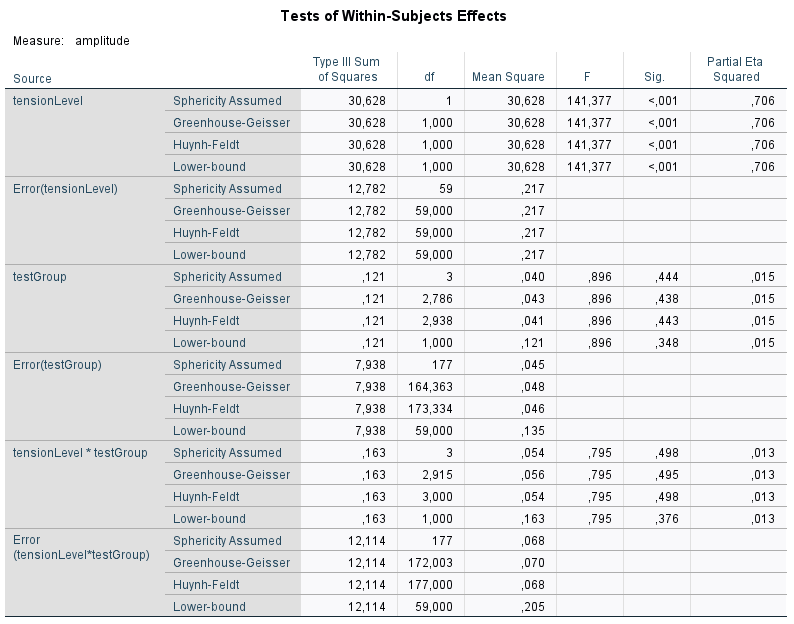 Tests of Within-Subjects Effects
Measure: amplitude
Source Type III Sum of Squares df Mean Square F Sig. Partial Eta Squared
tensionLevel Sphericity Assumed 30,628 1 30,628 141,377 <,001 ,706
Greenhouse-Geisser 30,628 1,000 30,628 141,377 <,001 ,706
Huynh-Feldt 30,628 1,000 30,628 141,377 <,001 ,706
Lower-bound 30,628 1,000 30,628 141,377 <,001 ,706
Error(tensionLevel) Sphericity Assumed 12,782 59 ,217
Greenhouse-Geisser 12,782 59,000 ,217
Huynh-Feldt 12,782 59,000 ,217
Lower-bound 12,782 59,000 ,217
testGroup Sphericity Assumed ,121 3 ,040 ,896 ,444 ,015
Greenhouse-Geisser ,121 2,786 ,043 ,896 ,438 ,015
Huynh-Feldt ,121 2,938 ,041 ,896 ,443 ,015
Lower-bound ,121 1,000 ,121 ,896 ,348 ,015
Error(testGroup) Sphericity Assumed 7,938 177 ,045
Greenhouse-Geisser 7,938 164,363 ,048
Huynh-Feldt 7,938 173,334 ,046
Lower-bound 7,938 59,000 ,135
tensionLevel * testGroup Sphericity Assumed ,163 3 ,054 ,795 ,498 ,013
Greenhouse-Geisser ,163 2,915 ,056 ,795 ,495 ,013
Huynh-Feldt ,163 3,000 ,054 ,795 ,498 ,013
Lower-bound ,163 1,000 ,163 ,795 ,376 ,013
Error (tensionLevel*testGroup) Sphericity Assumed 12,114 177 ,068
Greenhouse-Geisser 12,114 172,003 ,070
Huynh-Feldt 12,114 177,000 ,068
Lower-bound 12,114 59,000 ,205